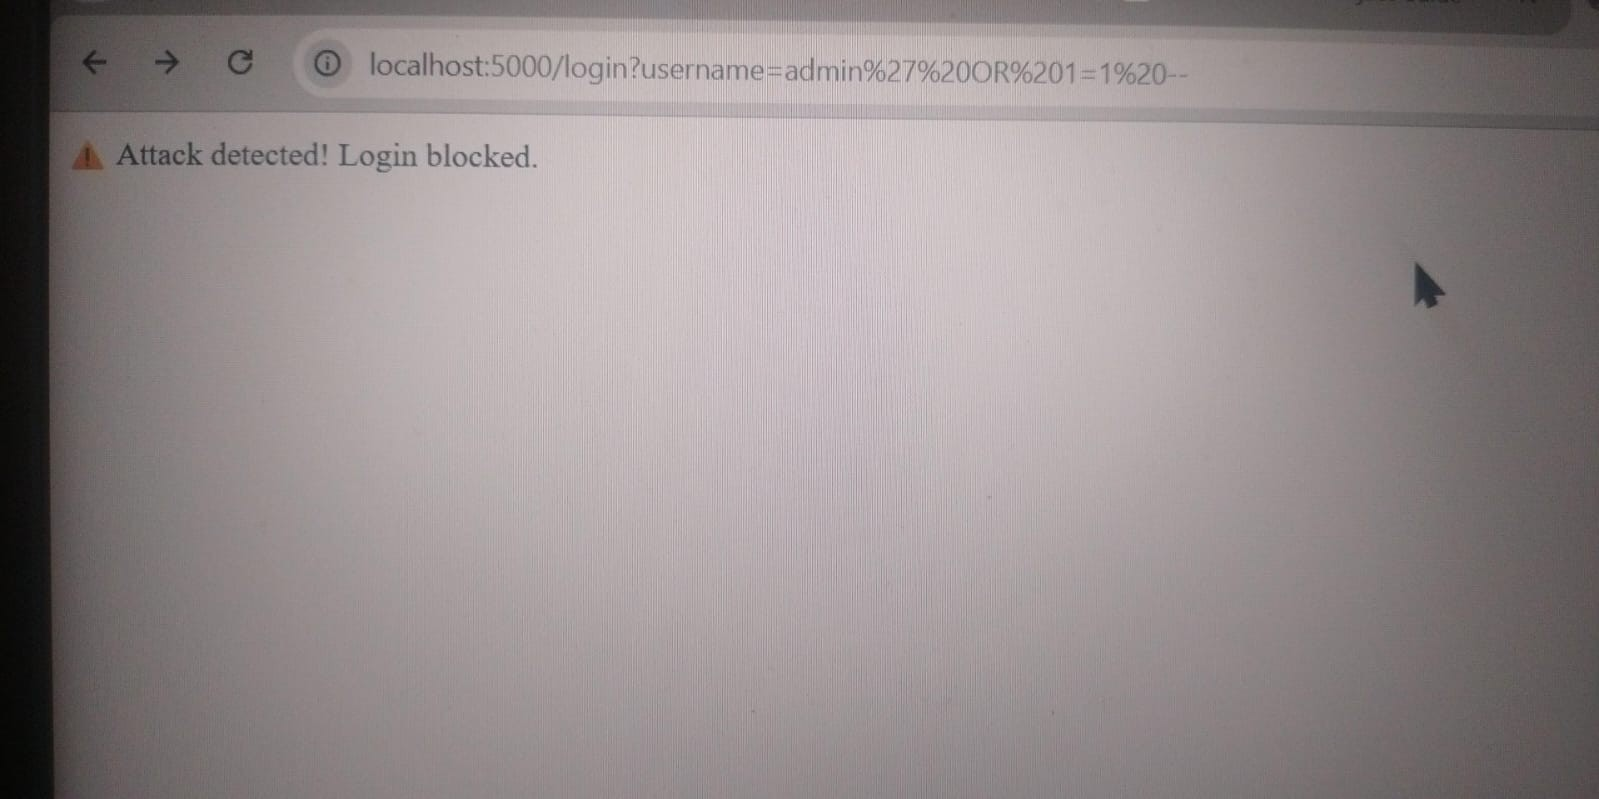 localhost:5000/login?username=admin%27%20OR%201=1%20--
⚠ Attack detected! Login blocked.